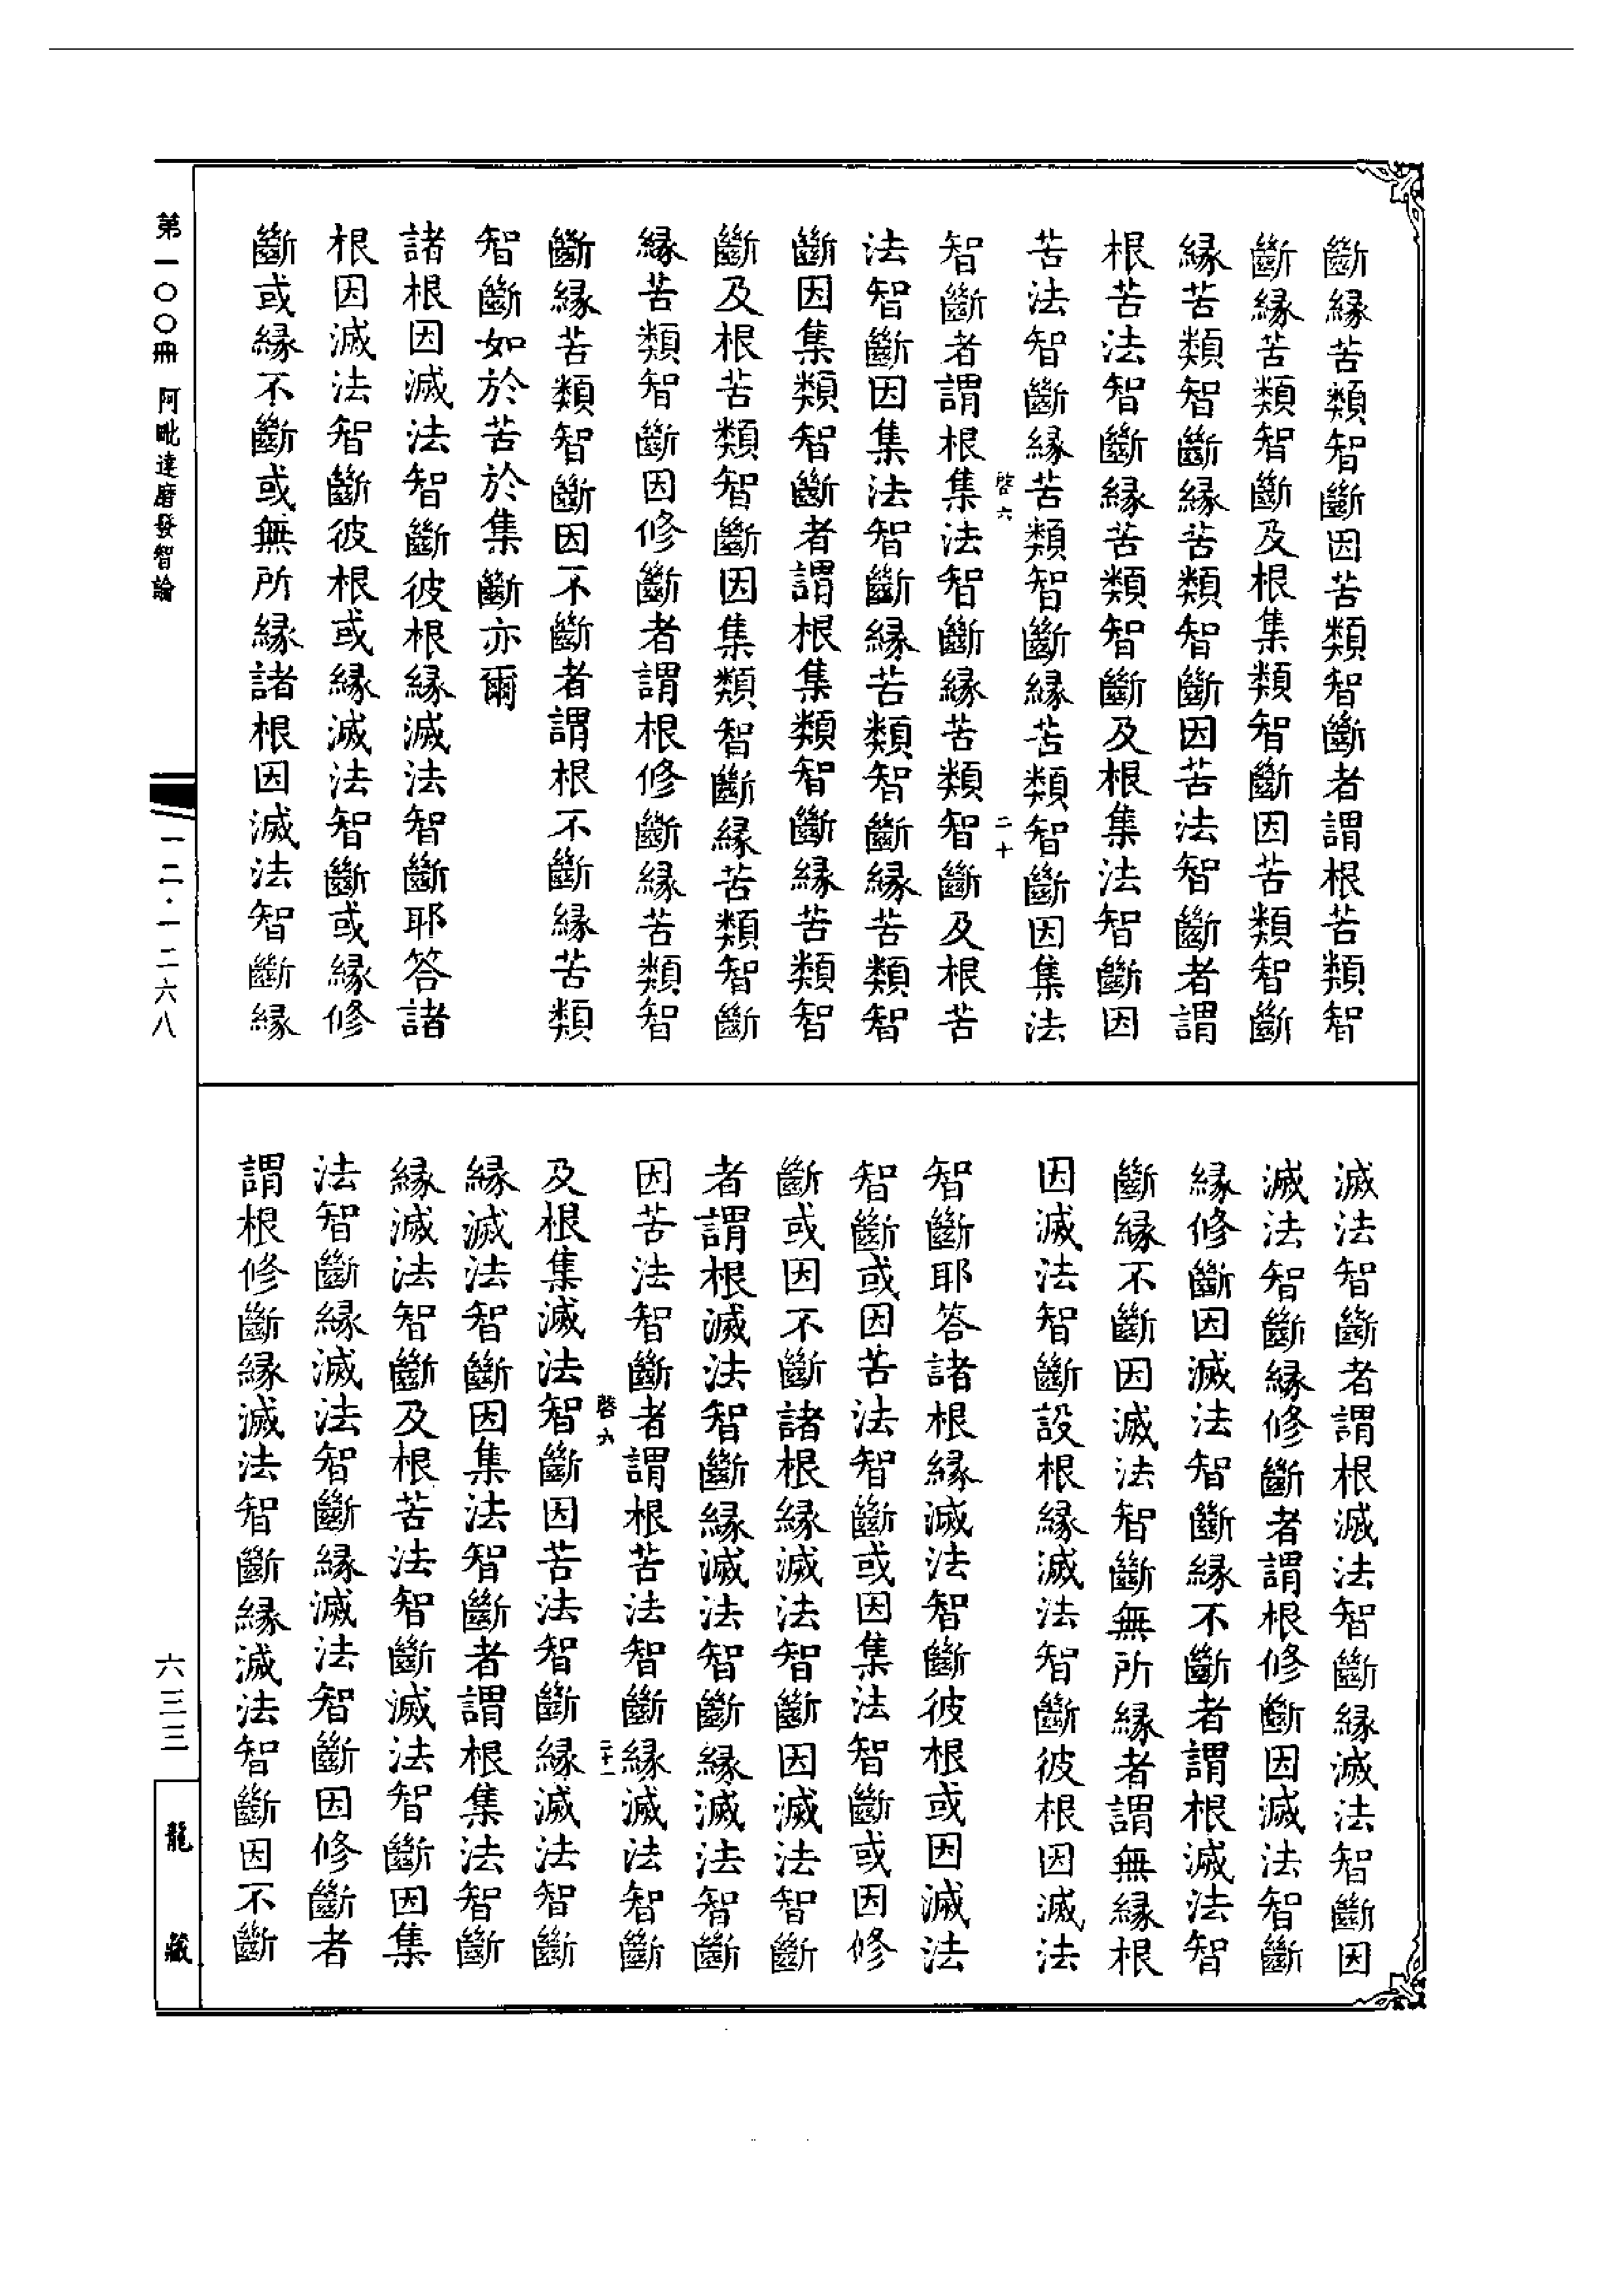 斷緣苦類智斷因苦類智斷者謂根苦類智
斷緣苦類智斷及根集類智斷因苦類智斷
緣苦類智斷緣苦類智斷因苦法智斷者謂
根苦法智斷緣苦類智斷及根集法智斷因
苦法智斷緣苦類智斷緣苦類智斷因集法
啓六
二十
智斷者謂根集法智斷緣苦類智斷及根苦
法智斷因集法智斷緣苦類智斷緣苦類智
斷因集類智斷者謂根集類智斷緣苦類智
斷及根苦類智斷因集類智斷緣苦類智斷
緣苦類智斷因修斷者謂根修斷緣苦類智
斷緣苦類智斷因不斷者謂根不斷緣苦類
智斷如於苦於集斷亦爾
諸根因滅法智斷彼根緣滅法智斷耶答諸
根因滅法智斷彼根或緣滅法智斷或緣修
斷或緣不斷或無所緣諸根因滅法智斷緣
滅法智斷者謂根滅法智斷緣滅法智斷因
滅法智斷緣修斷者謂根修斷因滅法智斷
緣修斷因滅法智斷緣不斷者謂根滅法智
斷緣不斷因滅法智斷無所緣者謂無緣根
因滅法智斷設根緣滅法智斷彼根因滅法
智斷耶答諸根緣滅法智斷彼根或因滅法
智斷或因苦法智斷或因集法智斷或因修
斷或因不斷諸根緣滅法智斷因滅法智斷
者謂根滅法智斷緣滅法智斷緣滅法智斷
因苦法智斷者謂根苦法智斷緣滅法智斷
啓六
二十一
及根集滅法智斷因苦法智斷緣滅法智斷
緣滅法智斷因集法智斷者謂根集法智斷
緣滅法智斷及根苦法智斷滅法智斷因集
法智斷緣滅法智斷緣滅法智斷因修斷者
謂根修斷緣滅法智斷緣滅法智斷因不斷
第一〇〇冊 阿毗達磨發智論
一二·一二六八
六三三
龍藏